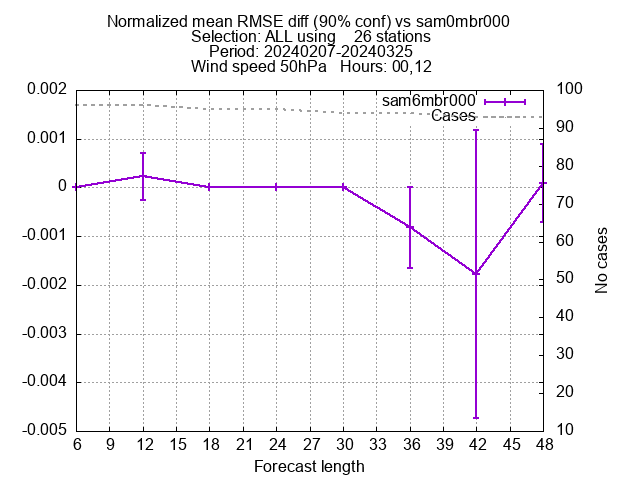 Normalized mean RMSE diff (90% conf) vs sam0mbr000
Selection: ALL using    26 stations
Period: 20240207-20240325
Wind speed 50hPa   Hours: 00,12
sam6mbr000
Cases
0.002
0.001
0
-0.001
-0.002
-0.003
-0.004
-0.005
100
90
80
70
60
50
40
30
20
10
No cases
6 9 12 15 18 21 24 27 30 33 36 39 42 45 48
Forecast length